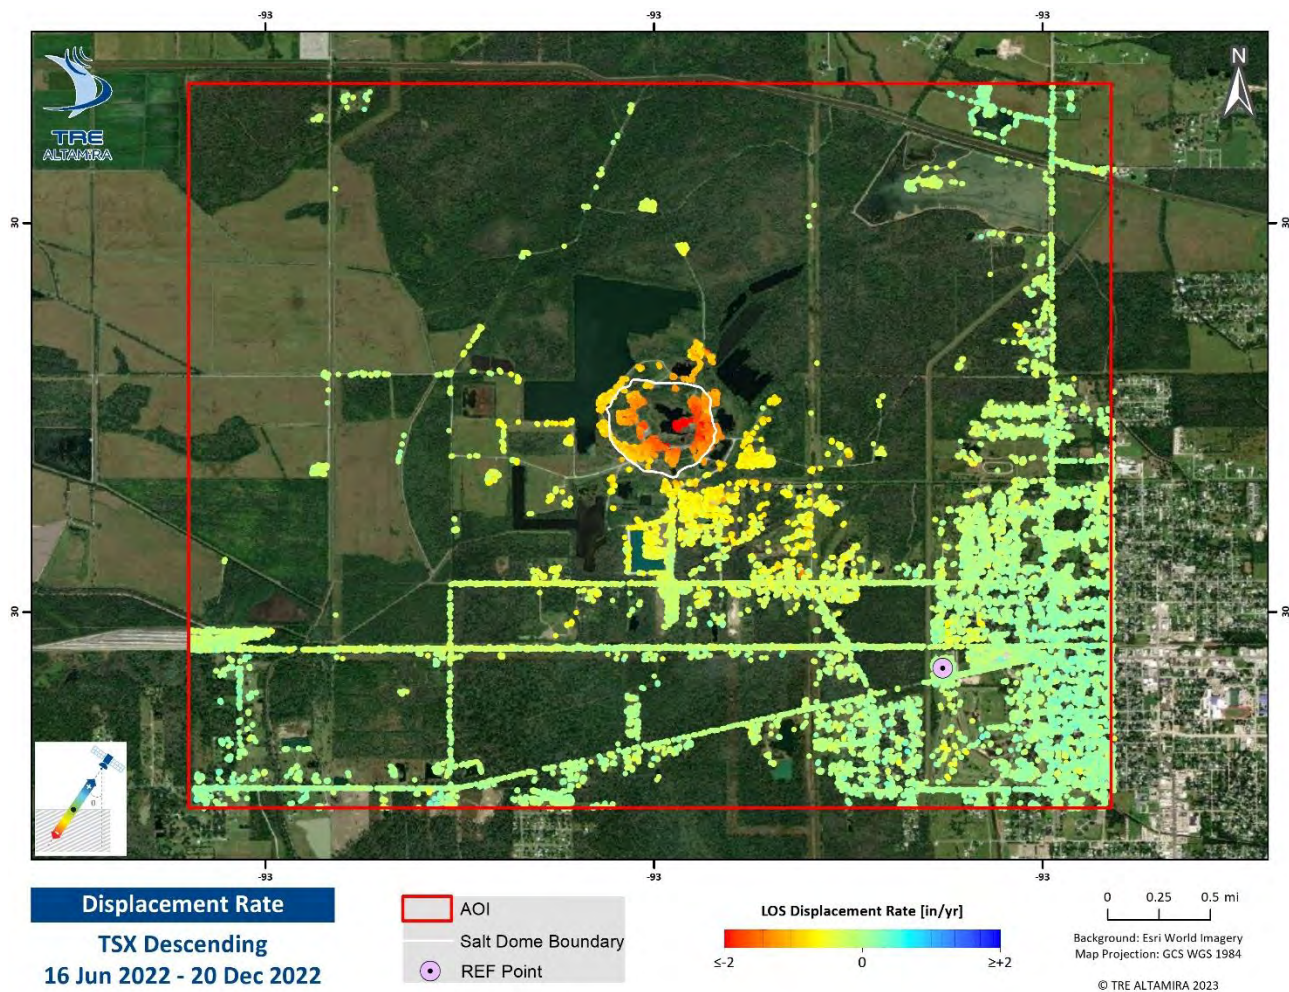 -93 -93 -93
TRE
ALTAMIRA
N
30 30
30 30
θ
-93 -93 -93
Displacement Rate
TSX Descending
16 Jun 2022 - 20 Dec 2022
AOI
Salt Dome Boundary
REF Point
LOS Displacement Rate [in/yr]
≤-2 0 ≥+2
0 0.25 0.5 mi
Background: Esri World Imagery
Map Projection: GCS WGS 1984
© TRE ALTAMIRA 2023